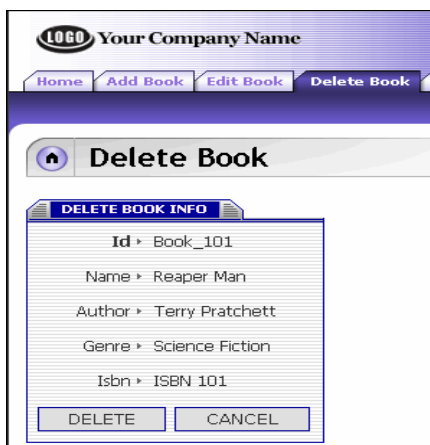 LOGO Your Company Name
Home Add Book Edit Book Delete Book
Delete Book
DELETE BOOK INFO
Id Book_101
Name Reaper Man
Author Terry Pratchett
Genre Science Fiction
Isbn ISBN 101
DELETE CANCEL